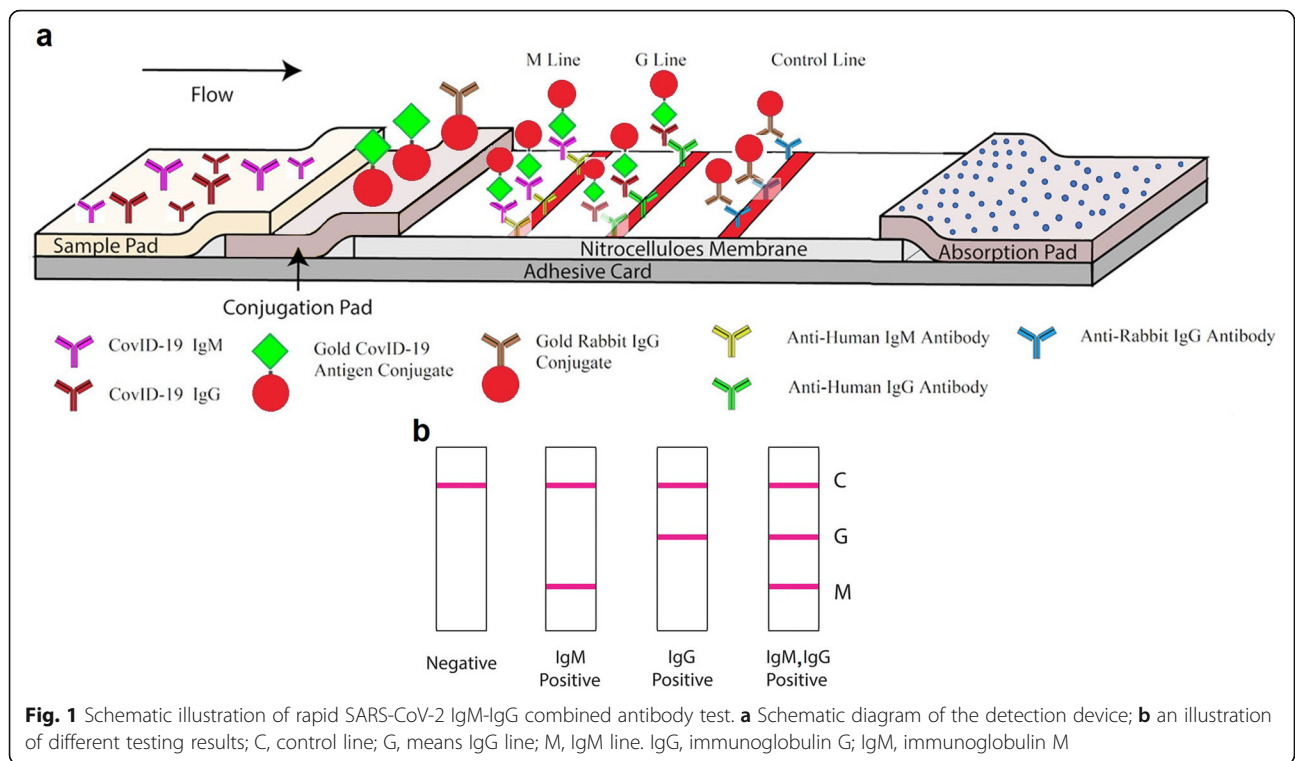 a
Flow
M Line
G Line
Control Line
Sample Pad
Nitrocelluloes Membrane
Absorption Pad
Adhesive Card
Conjugation Pad
CovID-19 IgM
CovID-19 IgG
Gold CovID-19
Antigen Conjugate
Gold Rabbit IgG
Conjugate
Anti-Human IgM Antibody
Anti-Human IgG Antibody
Anti-Rabbit IgG Antibody
b
C
G
M
Negative
IgM
Positive
IgG
Positive
IgM,IgG
Positive
Fig. 1 Schematic illustration of rapid SARS-CoV-2 IgM-IgG combined antibody test. a Schematic diagram of the detection device; b an illustration
of different testing results; C, control line; G, means IgG line; M, IgM line. IgG, immunoglobulin G; IgM, immunoglobulin M